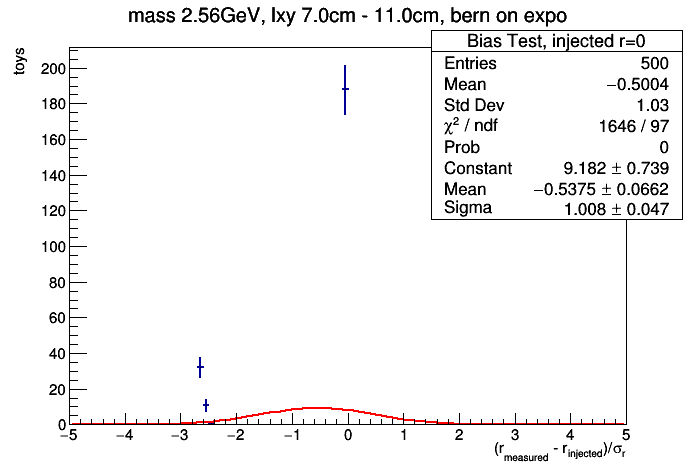 mass 2.56GeV, lxy 7.0cm - 11.0cm, bern on expo
Bias Test, injected r=0
Entries 500
Mean −0.5004
Std Dev 1.03
χ² / ndf 1646 / 97
Prob 0
Constant 9.182 ± 0.739
Mean −0.5375 ± 0.0662
Sigma 1.008 ± 0.047
toys
200
180
160
140
120
100
80
60
40
20
0
−5 −4 −3 −2 −1 0 1 2 3 4 5
(r_measured - r_injected)/σ_r